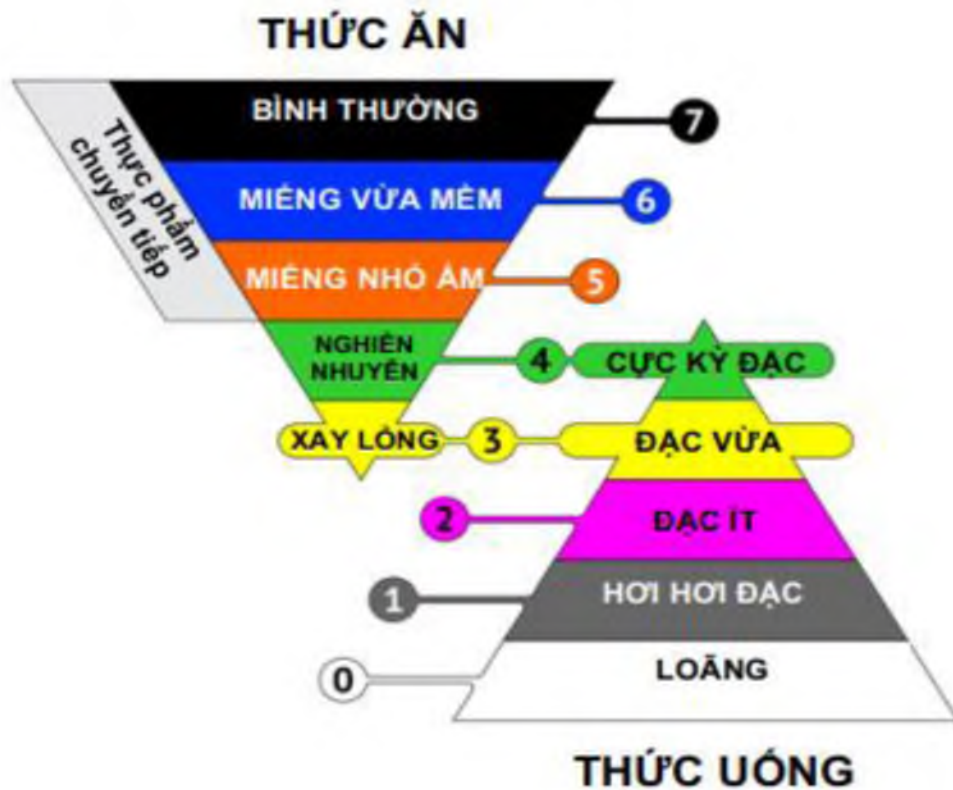 THỨC ĂN
BÌNH THƯỜNG
7
Thực phẩm
chuyển tiếp
MIẾNG VỪA MỀM
6
MIẾNG NHỎ ẨM
5
NGHIỀN
NHUYỄN
4
CỰC KỲ ĐẶC
XAY LỎNG
3
ĐẶC VỪA
2
ĐẶC ÍT
1
HƠI HƠI ĐẶC
0
LOÃNG
THỨC UỐNG